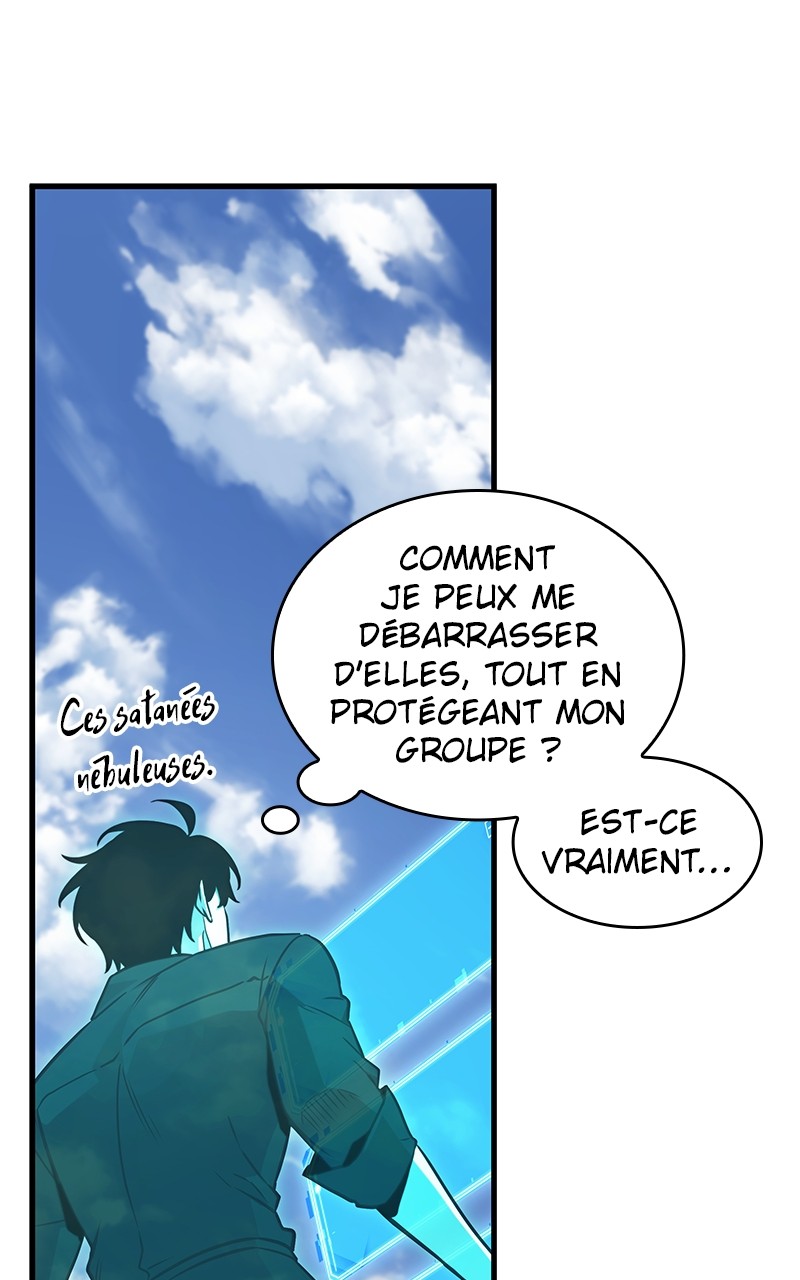 COMMENT
JE PEUX ME
DÉBARRASSER
D'ELLES, TOUT EN
PROTÉGEANT MON
GROUPE ?
Ces satanées
nébuleuses.
EST-CE
VRAIMENT...